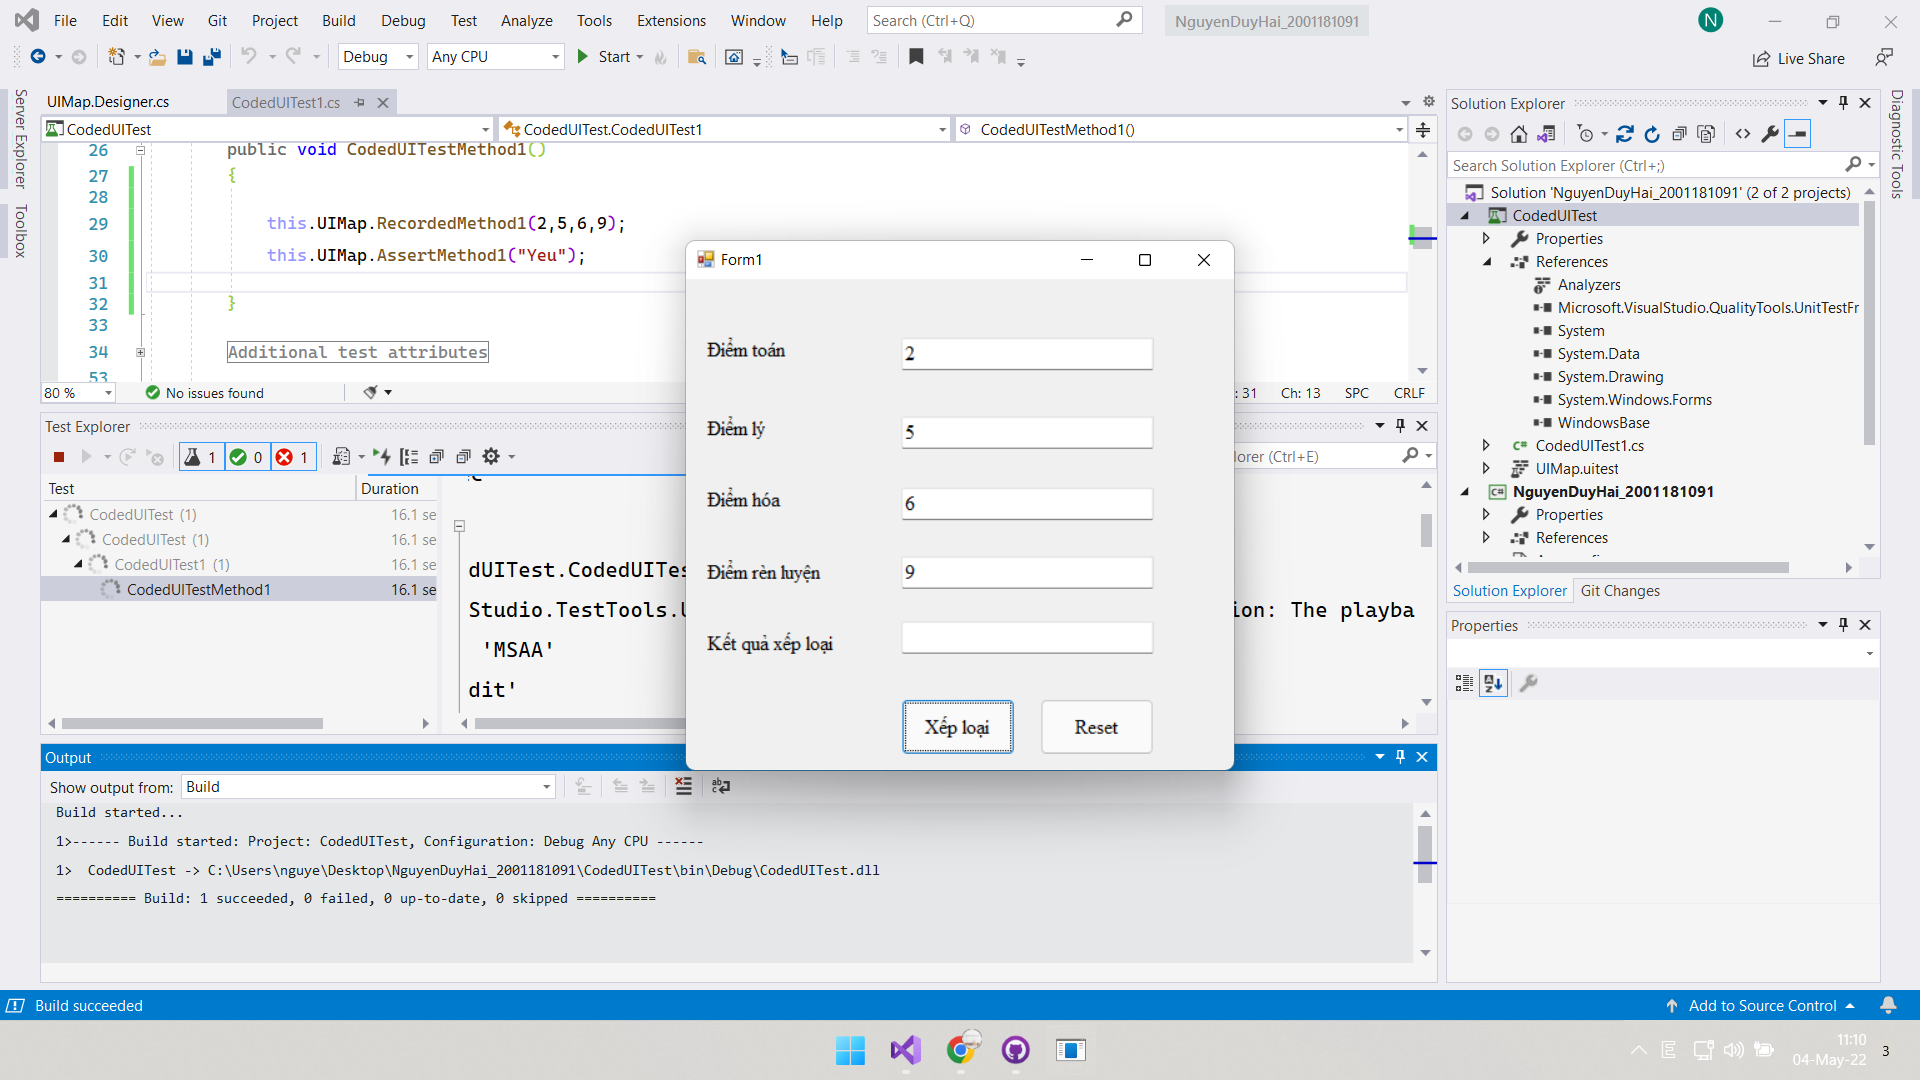 File Edit View Git Project Build Debug Test Analyze Tools Extensions Window Help Search (Ctrl+Q) NguyenDuyHai_2001181091 N
Debug Any CPU Start Live Share
Server Explorer
Toolbox
UIMap.Designer.cs CodedUITest1.cs
CodedUITest CodedUITest.CodedUITest1 CodedUITestMethod1()
26 public void CodedUITestMethod1()
27 {
28
29 this.UIMap.RecordedMethod1(2,5,6,9);
30 this.UIMap.AssertMethod1("Yeu");
31
32 }
33
34 Additional test attributes
53
80 % No issues found : 31 Ch: 13 SPC CRLF
Test Explorer
1 0 1 orer (Ctrl+E)
Test Duration
CodedUITest (1) 16.1 se
CodedUITest (1) 16.1 se
CodedUITest1 (1) 16.1 se
CodedUITestMethod1 16.1 se
dUITest.CodedUITes
Studio.TestTools.U ion: The playba
'MSAA'
dit'
Form1
Điểm toán 2
Điểm lý 5
Điểm hóa 6
Điểm rèn luyện 9
Kết quả xếp loại
Xếp loại Reset
Output
Show output from: Build
Build started...
1>------ Build started: Project: CodedUITest, Configuration: Debug Any CPU ------
1>  CodedUITest -> C:\Users\nguye\Desktop\NguyenDuyHai_2001181091\CodedUITest\bin\Debug\CodedUITest.dll
========== Build: 1 succeeded, 0 failed, 0 up-to-date, 0 skipped ==========
Solution Explorer
Search Solution Explorer (Ctrl+;)
Solution 'NguyenDuyHai_2001181091' (2 of 2 projects)
CodedUITest
Properties
References
Analyzers
Microsoft.VisualStudio.QualityTools.UnitTestFr
System
System.Data
System.Drawing
System.Windows.Forms
WindowsBase
CodedUITest1.cs
UIMap.uitest
NguyenDuyHai_2001181091
Properties
References
Solution Explorer Git Changes
Properties
Diagnostic Tools
Build succeeded Add to Source Control
11:10
04-May-22 3